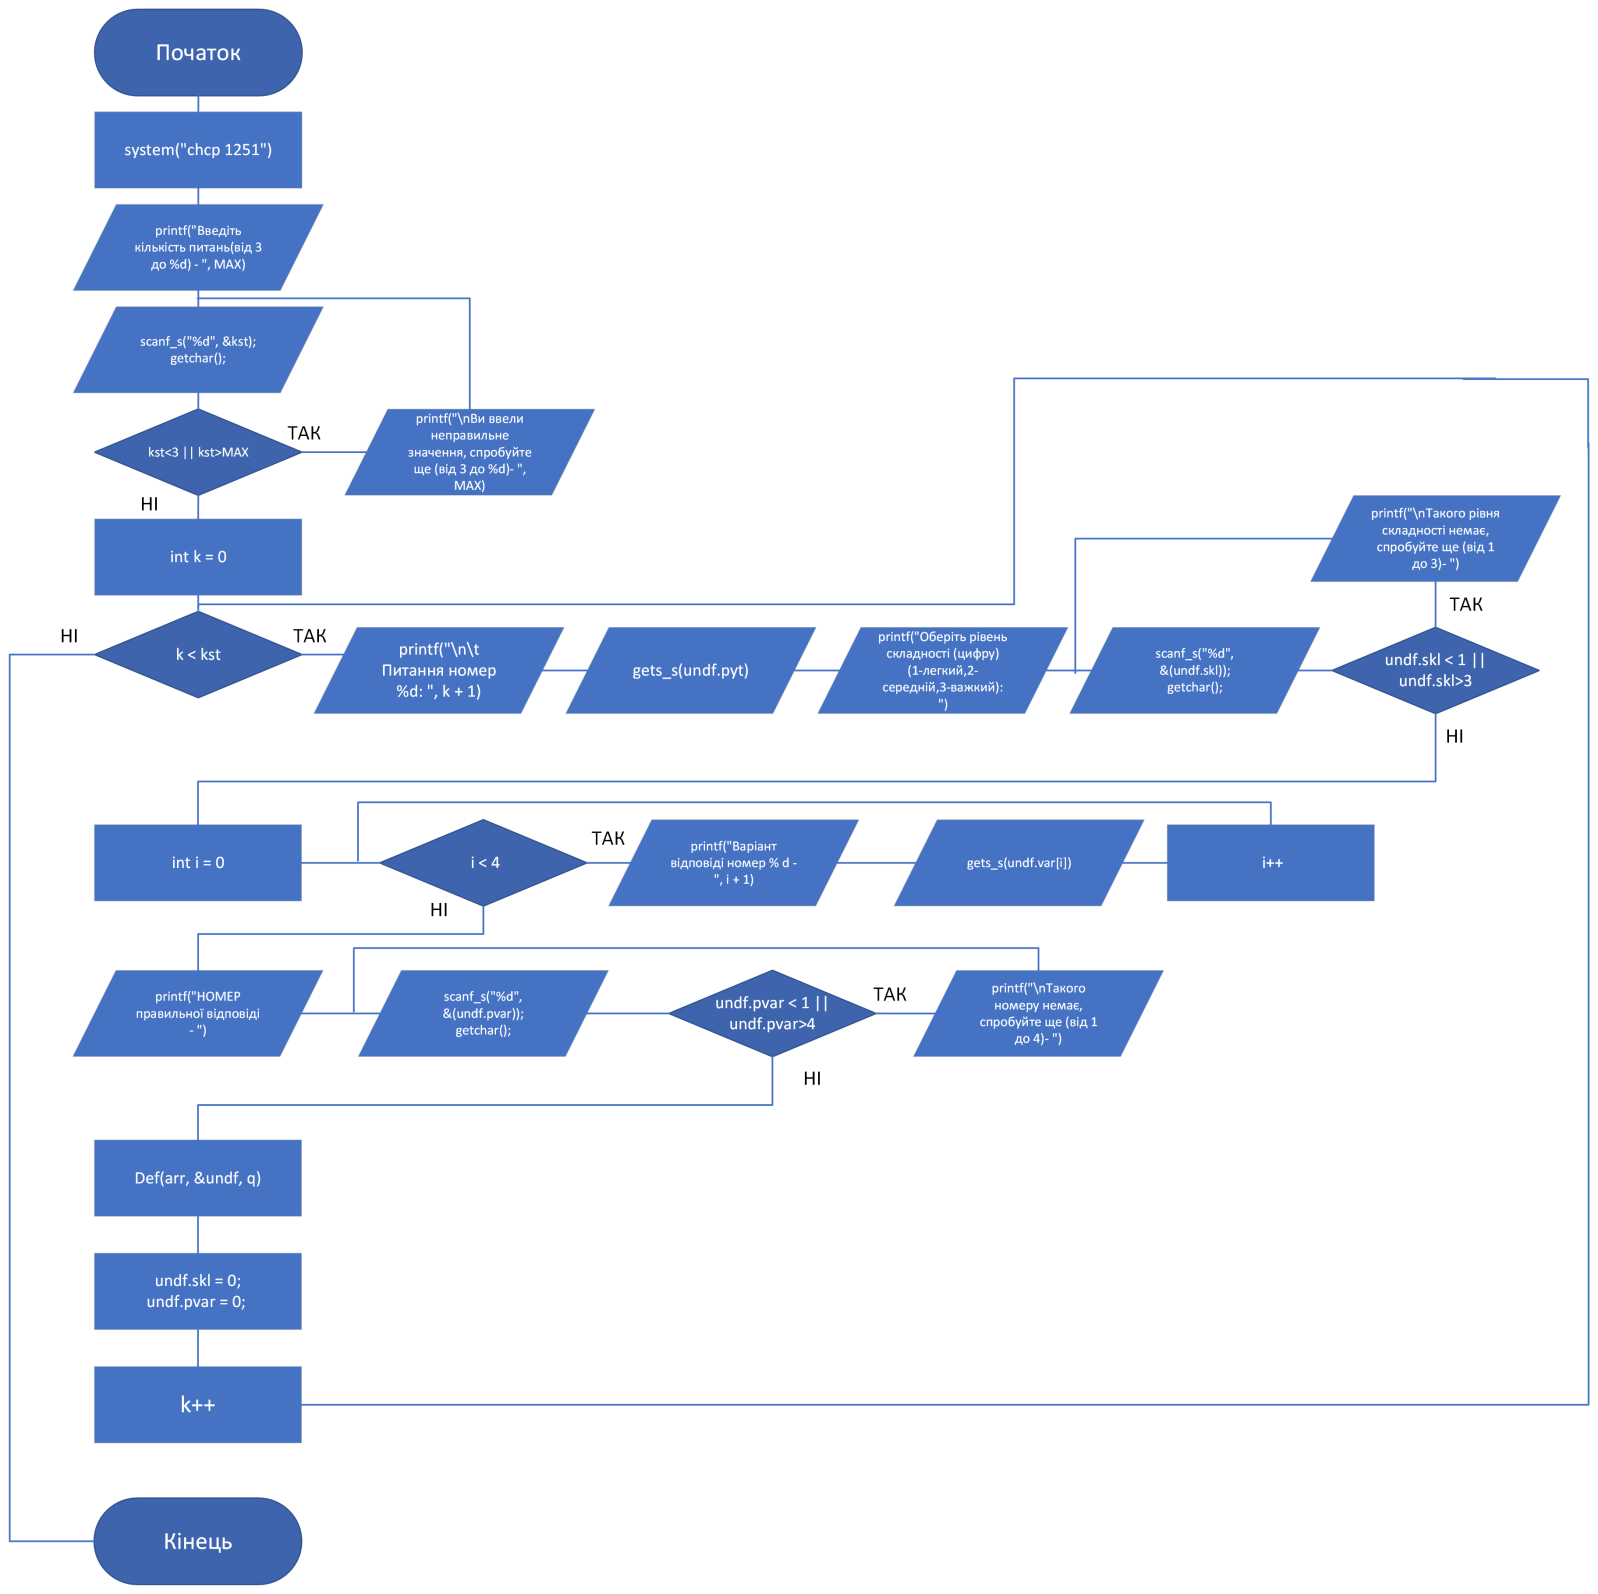 Початок
system("chcp 1251")
printf("Введіть
кількість питань(від 3
до %d) - ", MAX)
scanf_s("%d", &kst);
getchar();
kst<3 || kst>MAX
ТАК
printf("\nВи ввели
неправильне
значення, спробуйте
ще (від 3 до %d)- ",
MAX)
НІ
int k = 0
НІ
k < kst
ТАК
printf("\n\t
Питання номер
%d: ", k + 1)
gets_s(undf.pyt)
printf("Оберіть рівень
складності (цифру)
(1-легкий,2-
середній,3-важкий):
")
scanf_s("%d",
&(undf.skl));
getchar();
undf.skl < 1 ||
undf.skl>3
ТАК
printf("\nТакого рівня
складності немає,
спробуйте ще (від 1
до 3)- ")
НІ
int i = 0
i < 4
ТАК
printf("Варіант
відповіді номер % d -
", i + 1)
gets_s(undf.var[i])
i++
НІ
printf("НОМЕР
правильної відповіді
- ")
scanf_s("%d",
&(undf.pvar));
getchar();
undf.pvar < 1 ||
undf.pvar>4
ТАК
printf("\nТакого
номеру немає,
спробуйте ще (від 1
до 4)- ")
НІ
Def(arr, &undf, q)
undf.skl = 0;
undf.pvar = 0;
k++
Кінець